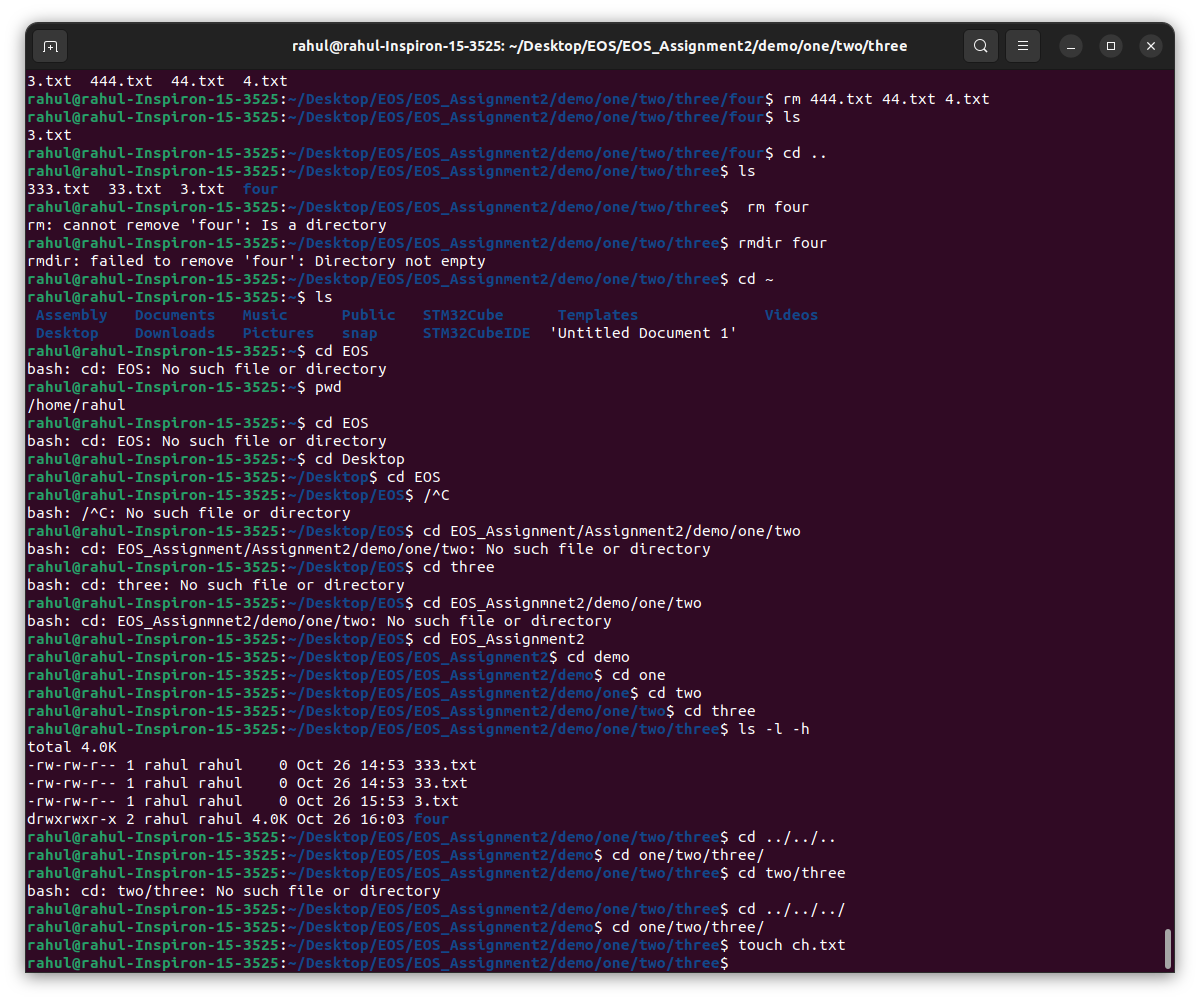 rahul@rahul-Inspiron-15-3525: ~/Desktop/EOS/EOS_Assignment2/demo/one/two/three
3.txt  444.txt  44.txt  4.txt
rahul@rahul-Inspiron-15-3525:~/Desktop/EOS/EOS_Assignment2/demo/one/two/three/four$ rm 444.txt 44.txt 4.txt
rahul@rahul-Inspiron-15-3525:~/Desktop/EOS/EOS_Assignment2/demo/one/two/three/four$ ls
3.txt
rahul@rahul-Inspiron-15-3525:~/Desktop/EOS/EOS_Assignment2/demo/one/two/three/four$ cd ..
rahul@rahul-Inspiron-15-3525:~/Desktop/EOS/EOS_Assignment2/demo/one/two/three$ ls
333.txt  33.txt  3.txt  four
rahul@rahul-Inspiron-15-3525:~/Desktop/EOS/EOS_Assignment2/demo/one/two/three$  rm four
rm: cannot remove 'four': Is a directory
rahul@rahul-Inspiron-15-3525:~/Desktop/EOS/EOS_Assignment2/demo/one/two/three$ rmdir four
rmdir: failed to remove 'four': Directory not empty
rahul@rahul-Inspiron-15-3525:~/Desktop/EOS/EOS_Assignment2/demo/one/two/three$ cd ~
rahul@rahul-Inspiron-15-3525:~$ ls
 Assembly   Documents   Music      Public   STM32Cube      Templates              Videos
 Desktop    Downloads   Pictures   snap     STM32CubeIDE  'Untitled Document 1'
rahul@rahul-Inspiron-15-3525:~$ cd EOS
bash: cd: EOS: No such file or directory
rahul@rahul-Inspiron-15-3525:~$ pwd
/home/rahul
rahul@rahul-Inspiron-15-3525:~$ cd EOS
bash: cd: EOS: No such file or directory
rahul@rahul-Inspiron-15-3525:~$ cd Desktop
rahul@rahul-Inspiron-15-3525:~/Desktop$ cd EOS
rahul@rahul-Inspiron-15-3525:~/Desktop/EOS$ /^C
bash: /^C: No such file or directory
rahul@rahul-Inspiron-15-3525:~/Desktop/EOS$ cd EOS_Assignment/Assignment2/demo/one/two
bash: cd: EOS_Assignment/Assignment2/demo/one/two: No such file or directory
rahul@rahul-Inspiron-15-3525:~/Desktop/EOS$ cd three
bash: cd: three: No such file or directory
rahul@rahul-Inspiron-15-3525:~/Desktop/EOS$ cd EOS_Assignmnet2/demo/one/two
bash: cd: EOS_Assignmnet2/demo/one/two: No such file or directory
rahul@rahul-Inspiron-15-3525:~/Desktop/EOS$ cd EOS_Assignment2
rahul@rahul-Inspiron-15-3525:~/Desktop/EOS/EOS_Assignment2$ cd demo
rahul@rahul-Inspiron-15-3525:~/Desktop/EOS/EOS_Assignment2/demo$ cd one
rahul@rahul-Inspiron-15-3525:~/Desktop/EOS/EOS_Assignment2/demo/one$ cd two
rahul@rahul-Inspiron-15-3525:~/Desktop/EOS/EOS_Assignment2/demo/one/two$ cd three
rahul@rahul-Inspiron-15-3525:~/Desktop/EOS/EOS_Assignment2/demo/one/two/three$ ls -l -h
total 4.0K
-rw-rw-r-- 1 rahul rahul    0 Oct 26 14:53 333.txt
-rw-rw-r-- 1 rahul rahul    0 Oct 26 14:53 33.txt
-rw-rw-r-- 1 rahul rahul    0 Oct 26 15:53 3.txt
drwxrwxr-x 2 rahul rahul 4.0K Oct 26 16:03 four
rahul@rahul-Inspiron-15-3525:~/Desktop/EOS/EOS_Assignment2/demo/one/two/three$ cd ../../..
rahul@rahul-Inspiron-15-3525:~/Desktop/EOS/EOS_Assignment2/demo$ cd one/two/three/
rahul@rahul-Inspiron-15-3525:~/Desktop/EOS/EOS_Assignment2/demo/one/two/three$ cd two/three
bash: cd: two/three: No such file or directory
rahul@rahul-Inspiron-15-3525:~/Desktop/EOS/EOS_Assignment2/demo/one/two/three$ cd ../../../
rahul@rahul-Inspiron-15-3525:~/Desktop/EOS/EOS_Assignment2/demo$ cd one/two/three/
rahul@rahul-Inspiron-15-3525:~/Desktop/EOS/EOS_Assignment2/demo/one/two/three$ touch ch.txt
rahul@rahul-Inspiron-15-3525:~/Desktop/EOS/EOS_Assignment2/demo/one/two/three$